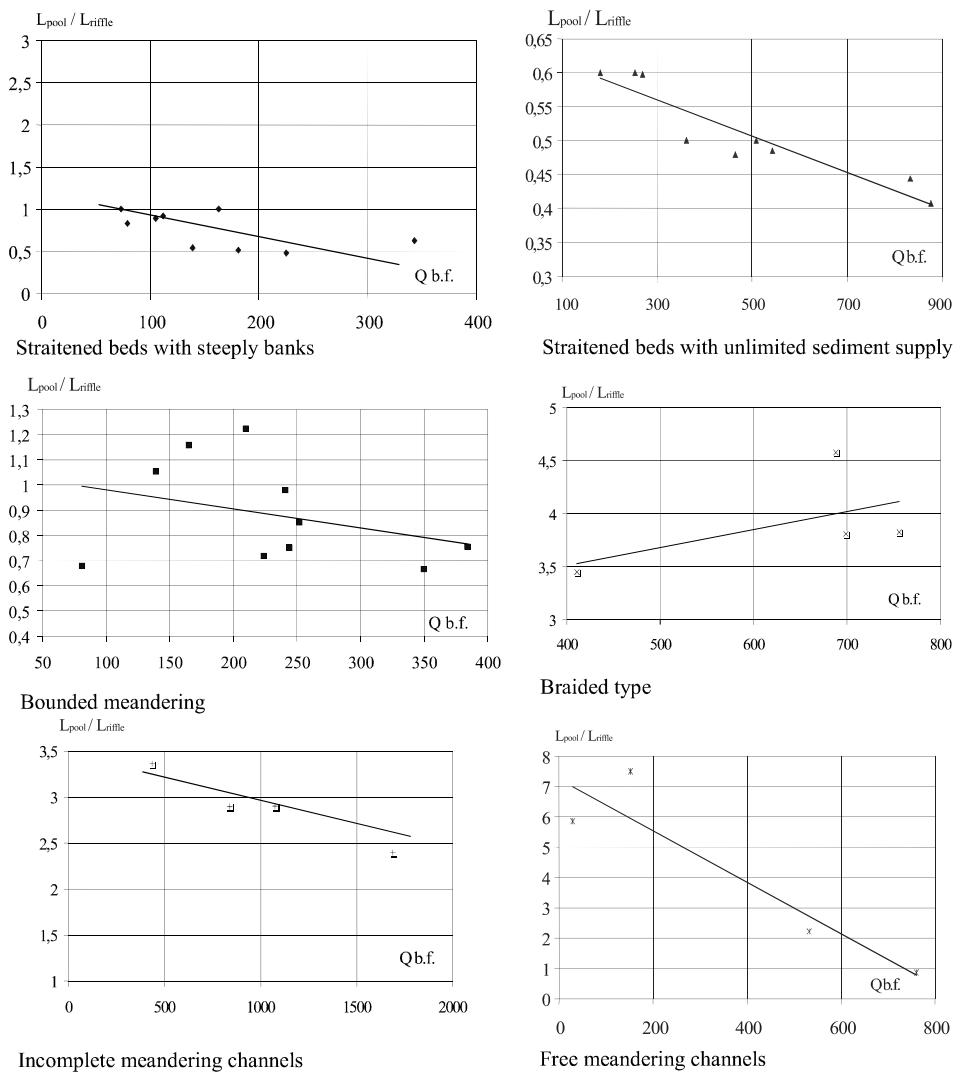 Lpool / Lriffle
3
2,5
2
1,5
1
0,5
0
Q b.f.
0 100 200 300 400
Straitened beds with steeply banks
Lpool / Lriffle
0,65
0,6
0,55
0,5
0,45
0,4
0,35
0,3
Q b.f.
100 300 500 700 900
Straitened beds with unlimited sediment supply
Lpool / Lriffle
1,3
1,2
1,1
1
0,9
0,8
0,7
0,6
0,5
0,4
Q b.f.
50 100 150 200 250 300 350 400
Bounded meandering
Lpool / Lriffle
5
4,5
4
3,5
3
Q b.f.
400 500 600 700 800
Braided type
Lpool / Lriffle
3,5
3
2,5
2
1,5
1
Q b.f.
0 500 1000 1500 2000
Incomplete meandering channels
Lpool / Lriffle
8
7
6
5
4
3
2
1
0
Qb.f.
0 200 400 600 800
Free meandering channels